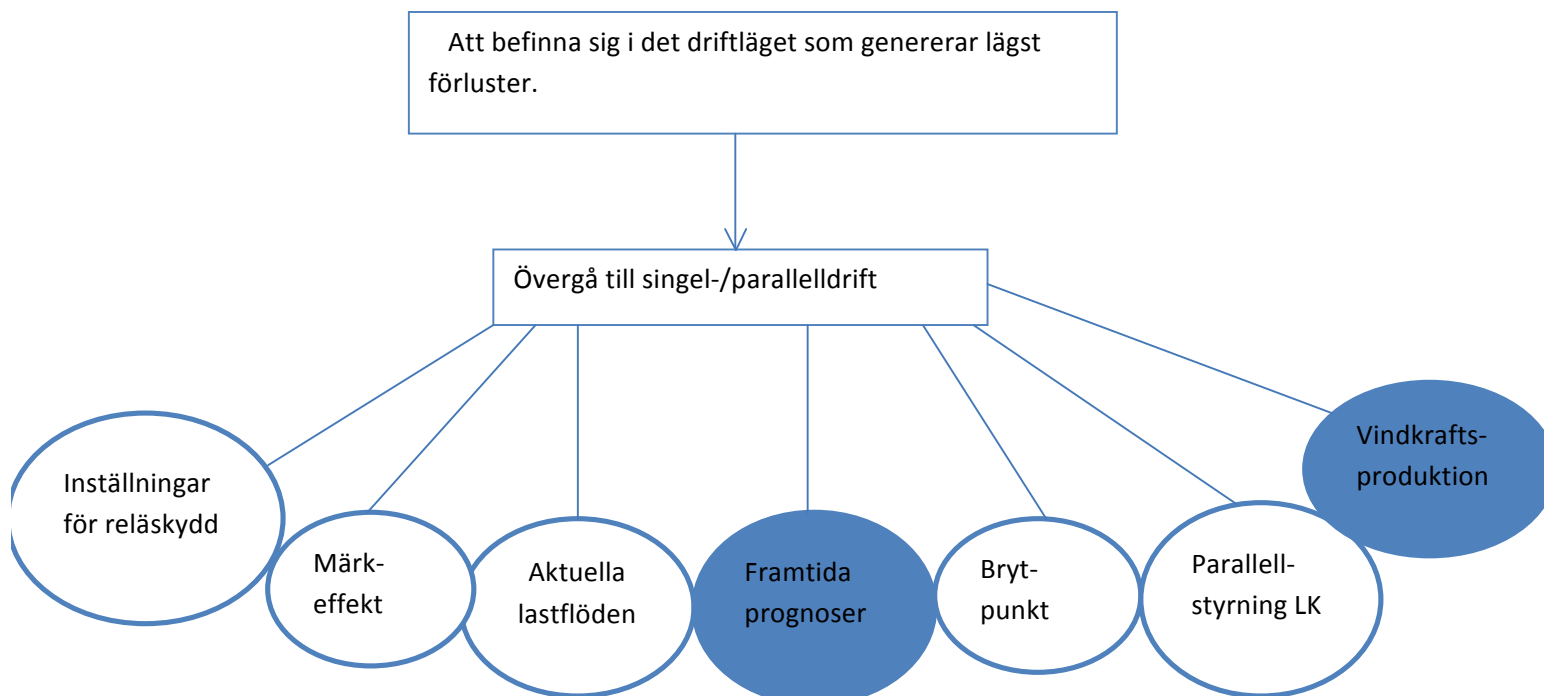 Att befinna sig i det driftläget som genererar lägst
förluster.
Övergå till singel-/parallelldrift
Inställningar
för reläskydd
Märk-
effekt
Aktuella
lastflöden
Framtida
prognoser
Bryt-
punkt
Parallell-
styrning LK
Vindkrafts-
produktion